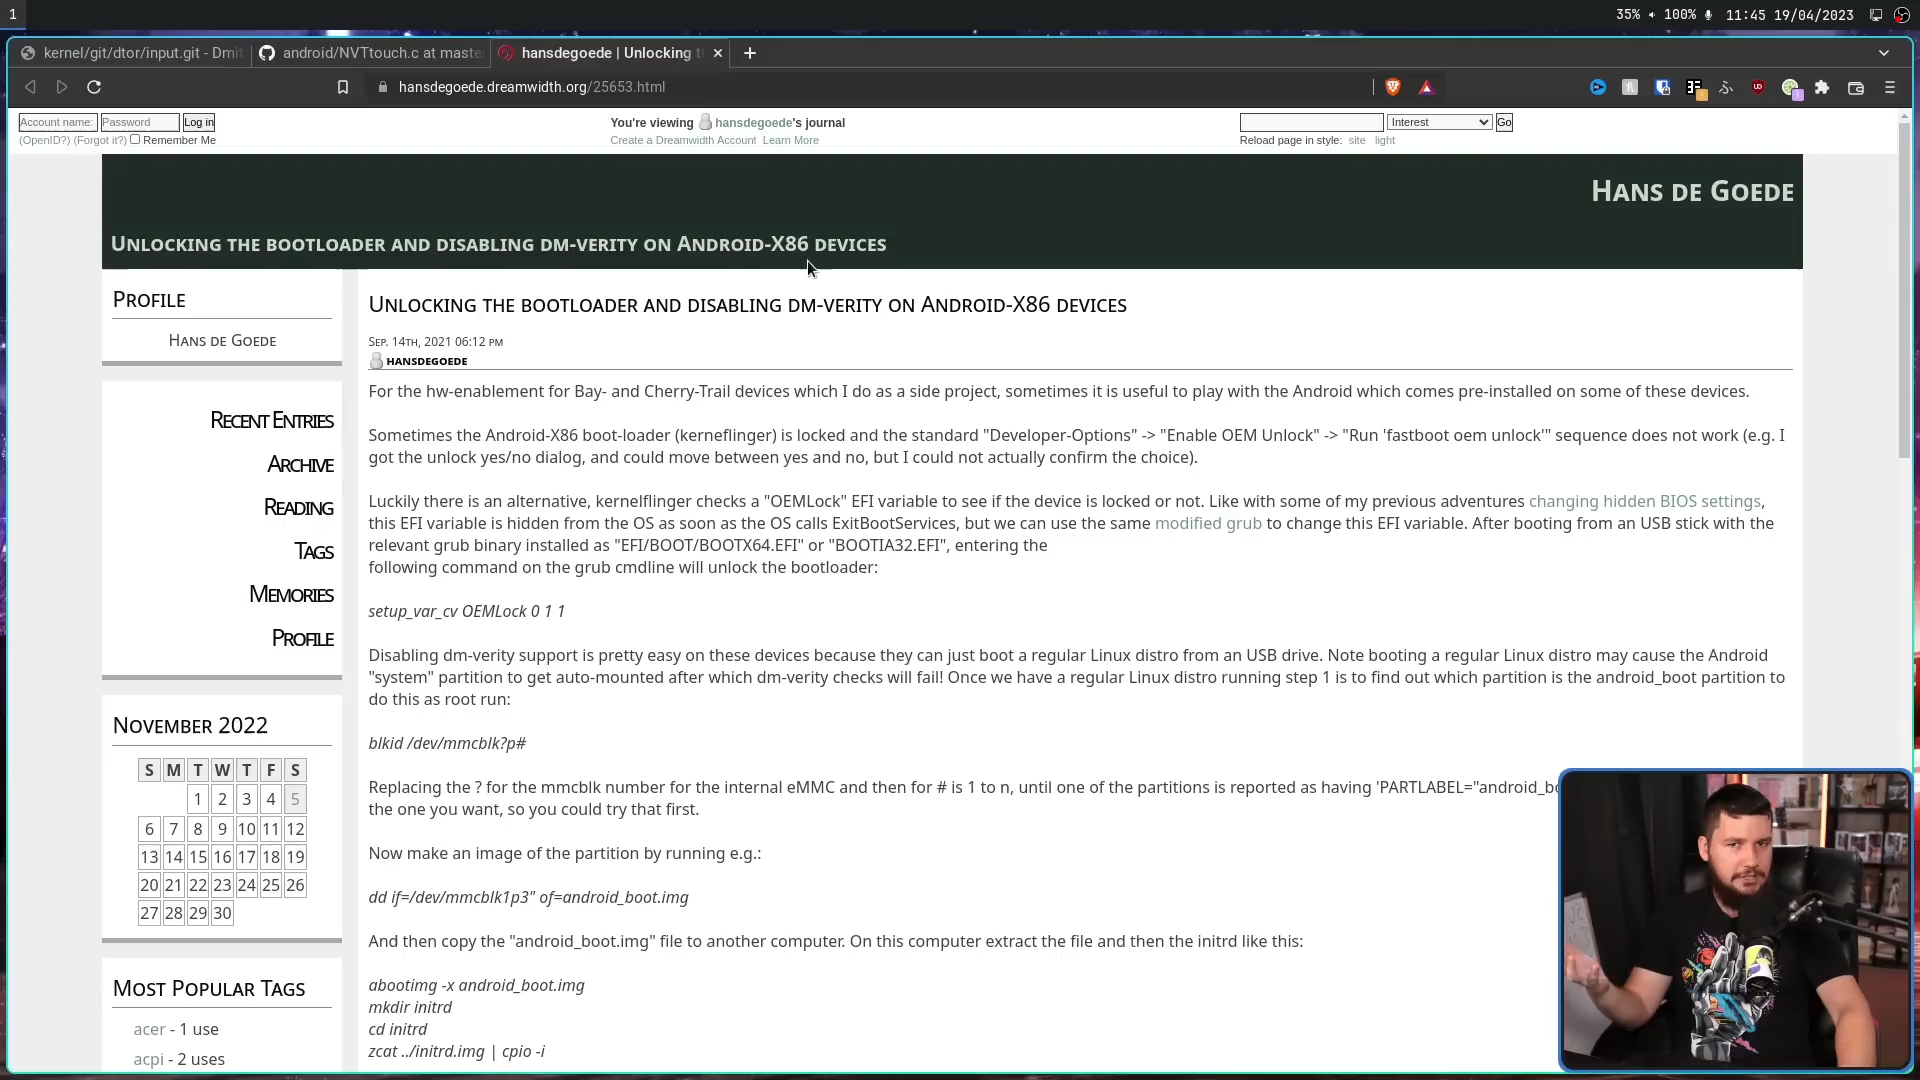 1
35% 100% 11:45 19/04/2023
kernel/git/dtor/input.git - Dmit
android/NVTtouch.c at maste
hansdegoede | Unlocking t
hansdegoede.dreamwidth.org/25653.html
Account name: Password Log in
(OpenID?) (Forgot it?) Remember Me
You're viewing hansdegoede's journal
Create a Dreamwidth Account Learn More
Interest Go
Reload page in style: site light
Hans de Goede
Unlocking the bootloader and disabling dm-verity on Android-X86 devices
Profile
Hans de Goede
Recent Entries
Archive
Reading
Tags
Memories
Profile
November 2022
S M T W T F S
1 2 3 4 5
6 7 8 9 10 11 12
13 14 15 16 17 18 19
20 21 22 23 24 25 26
27 28 29 30
Most Popular Tags
acer - 1 use
acpi - 2 uses
Unlocking the bootloader and disabling dm-verity on Android-X86 devices
Sep. 14th, 2021 06:12 pm
hansdegoede
For the hw-enablement for Bay- and Cherry-Trail devices which I do as a side project, sometimes it is useful to play with the Android which comes pre-installed on some of these devices.
Sometimes the Android-X86 boot-loader (kerneflinger) is locked and the standard "Developer-Options" -> "Enable OEM Unlock" -> "Run 'fastboot oem unlock'" sequence does not work (e.g. I
got the unlock yes/no dialog, and could move between yes and no, but I could not actually confirm the choice).
Luckily there is an alternative, kernelflinger checks a "OEMLock" EFI variable to see if the device is locked or not. Like with some of my previous adventures changing hidden BIOS settings,
this EFI variable is hidden from the OS as soon as the OS calls ExitBootServices, but we can use the same modified grub to change this EFI variable. After booting from an USB stick with the
relevant grub binary installed as "EFI/BOOT/BOOTX64.EFI" or "BOOTIA32.EFI", entering the
following command on the grub cmdline will unlock the bootloader:
setup_var_cv OEMLock 0 1 1
Disabling dm-verity support is pretty easy on these devices because they can just boot a regular Linux distro from an USB drive. Note booting a regular Linux distro may cause the Android
"system" partition to get auto-mounted after which dm-verity checks will fail! Once we have a regular Linux distro running step 1 is to find out which partition is the android_boot partition to
do this as root run:
blkid /dev/mmcblk?p#
Replacing the ? for the mmcblk number for the internal eMMC and then for # is 1 to n, until one of the partitions is reported as having 'PARTLABEL="android_bo
the one you want, so you could try that first.
Now make an image of the partition by running e.g.:
dd if=/dev/mmcblk1p3" of=android_boot.img
And then copy the "android_boot.img" file to another computer. On this computer extract the file and then the initrd like this:
abootimg -x android_boot.img
mkdir initrd
cd initrd
zcat ../initrd.img | cpio -i